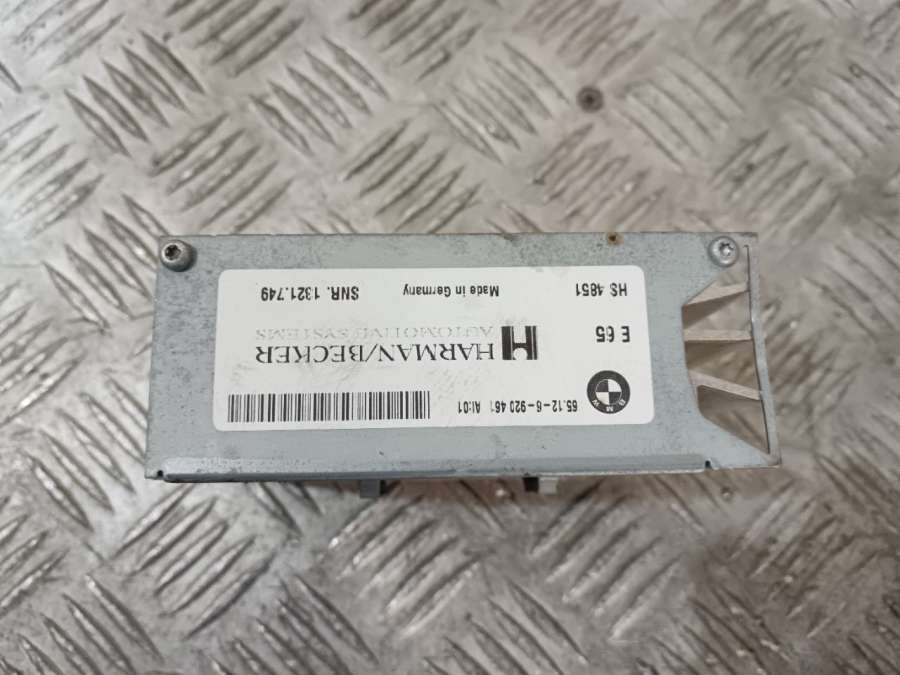 BMW
65.12-6-920 461 AI:01
HARMAN/BECKER
AUTOMOTIVE SYSTEMS
E 65
HS 4851
Made in Germany
SNR. 1321.749